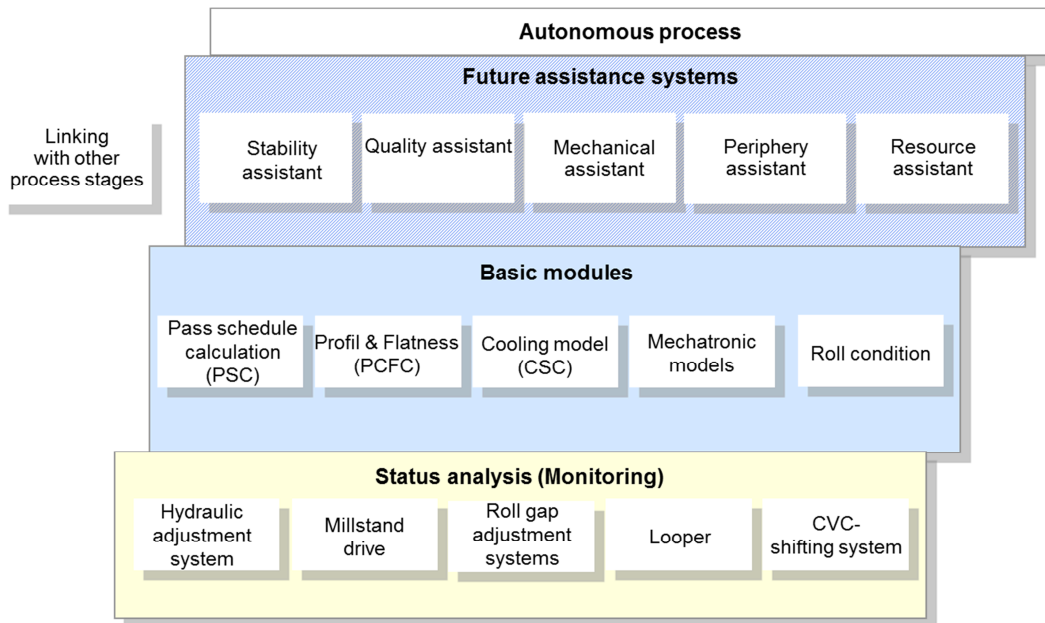 Autonomous process
Future assistance systems
Linking
with other
process stages
Stability
assistant
Quality assistant
Mechanical
assistant
Periphery
assistant
Resource
assistant
Basic modules
Pass schedule
calculation
(PSC)
Profil & Flatness
(PCFC)
Cooling model
(CSC)
Mechatronic
models
Roll condition
Status analysis (Monitoring)
Hydraulic
adjustment
system
Millstand
drive
Roll gap
adjustment
systems
Looper
CVC-
shifting system